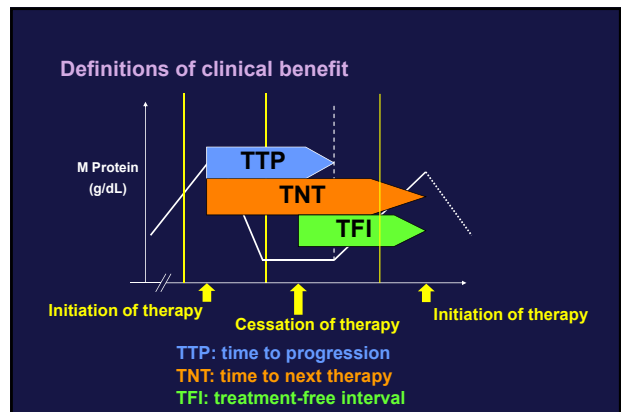 Definitions of clinical benefit
M Protein
(g/dL)
TTP
TNT
TFI
Initiation of therapy
Cessation of therapy
Initiation of therapy
TTP: time to progression
TNT: time to next therapy
TFI: treatment-free interval